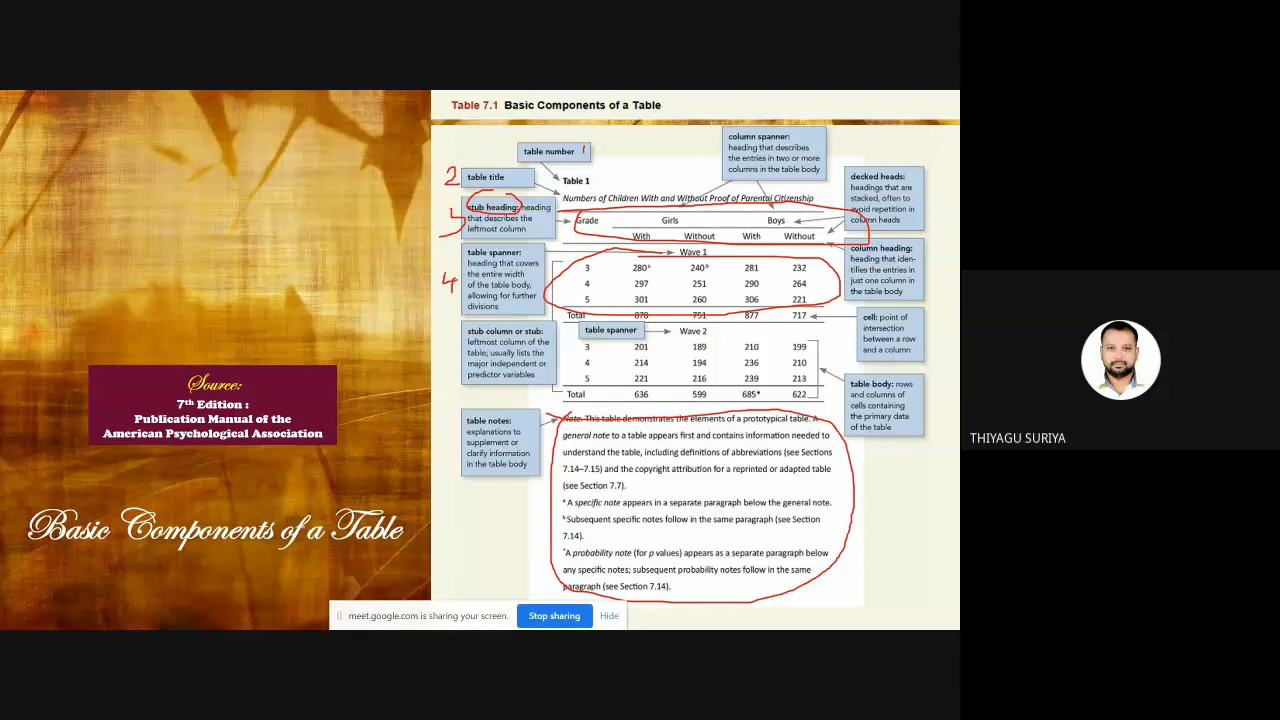 Table 7.1 Basic Components of a Table
table number 1
2 table title
stub heading: heading
that describes the
leftmost column
3
table spanner:
heading that covers
the entire width
of the table body,
allowing for further
divisions
4
stub column or stub:
leftmost column of the
table; usually lists the
major independent or
predictor variables
table notes:
explanations to
supplement or
clarify information
in the table body
column spanner:
heading that describes
the entries in two or more
columns in the table body
decked heads:
headings that are
stacked, often to
avoid repetition in
column heads
column heading:
heading that iden-
tifies the entries in
just one column in
the table body
cell: point of
intersection
between a row
and a column
table body: rows
and columns of
cells containing
the primary data
of the table
Table 1
Numbers of Children With and Without Proof of Parental Citizenship
Grade Girls Boys
With Without With Without
Wave 1
3 280ᵃ 240ᵇ 281 232
4 297 251 290 264
5 301 260 306 221
Total 878 751 877 717
table spanner Wave 2
3 201 189 210 199
4 214 194 236 210
5 221 216 239 213
Total 636 599 685* 622
Note. This table demonstrates the elements of a prototypical table. A
general note to a table appears first and contains information needed to
understand the table, including definitions of abbreviations (see Sections
7.14–7.15) and the copyright attribution for a reprinted or adapted table
(see Section 7.7).
ᵃ A specific note appears in a separate paragraph below the general note.
ᵇ Subsequent specific notes follow in the same paragraph (see Section
7.14).
*A probability note (for p values) appears as a separate paragraph below
any specific notes; subsequent probability notes follow in the same
paragraph (see Section 7.14).
Source:
7th Edition :
Publication Manual of the
American Psychological Association
Basic Components of a Table
meet.google.com is sharing your screen. Stop sharing Hide
THIYAGU SURIYA